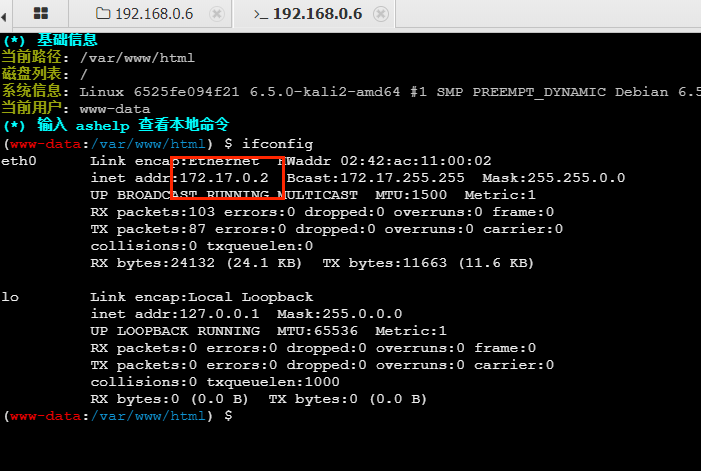 192.168.0.6 192.168.0.6
(*) 基础信息
当前路径: /var/www/html
磁盘列表: /
系统信息: Linux 6525fe094f21 6.5.0-kali2-amd64 #1 SMP PREEMPT_DYNAMIC Debian 6.5
当前用户: www-data
(*) 输入 ashelp 查看本地命令
(www-data:/var/www/html) $ ifconfig
eth0 Link encap:Ethernet HWaddr 02:42:ac:11:00:02
inet addr:172.17.0.2 Bcast:172.17.255.255 Mask:255.255.0.0
UP BROADCAST RUNNING MULTICAST MTU:1500 Metric:1
RX packets:103 errors:0 dropped:0 overruns:0 frame:0
TX packets:87 errors:0 dropped:0 overruns:0 carrier:0
collisions:0 txqueuelen:0
RX bytes:24132 (24.1 KB) TX bytes:11663 (11.6 KB)
lo Link encap:Local Loopback
inet addr:127.0.0.1 Mask:255.0.0.0
UP LOOPBACK RUNNING MTU:65536 Metric:1
RX packets:0 errors:0 dropped:0 overruns:0 frame:0
TX packets:0 errors:0 dropped:0 overruns:0 carrier:0
collisions:0 txqueuelen:1000
RX bytes:0 (0.0 B) TX bytes:0 (0.0 B)
(www-data:/var/www/html) $